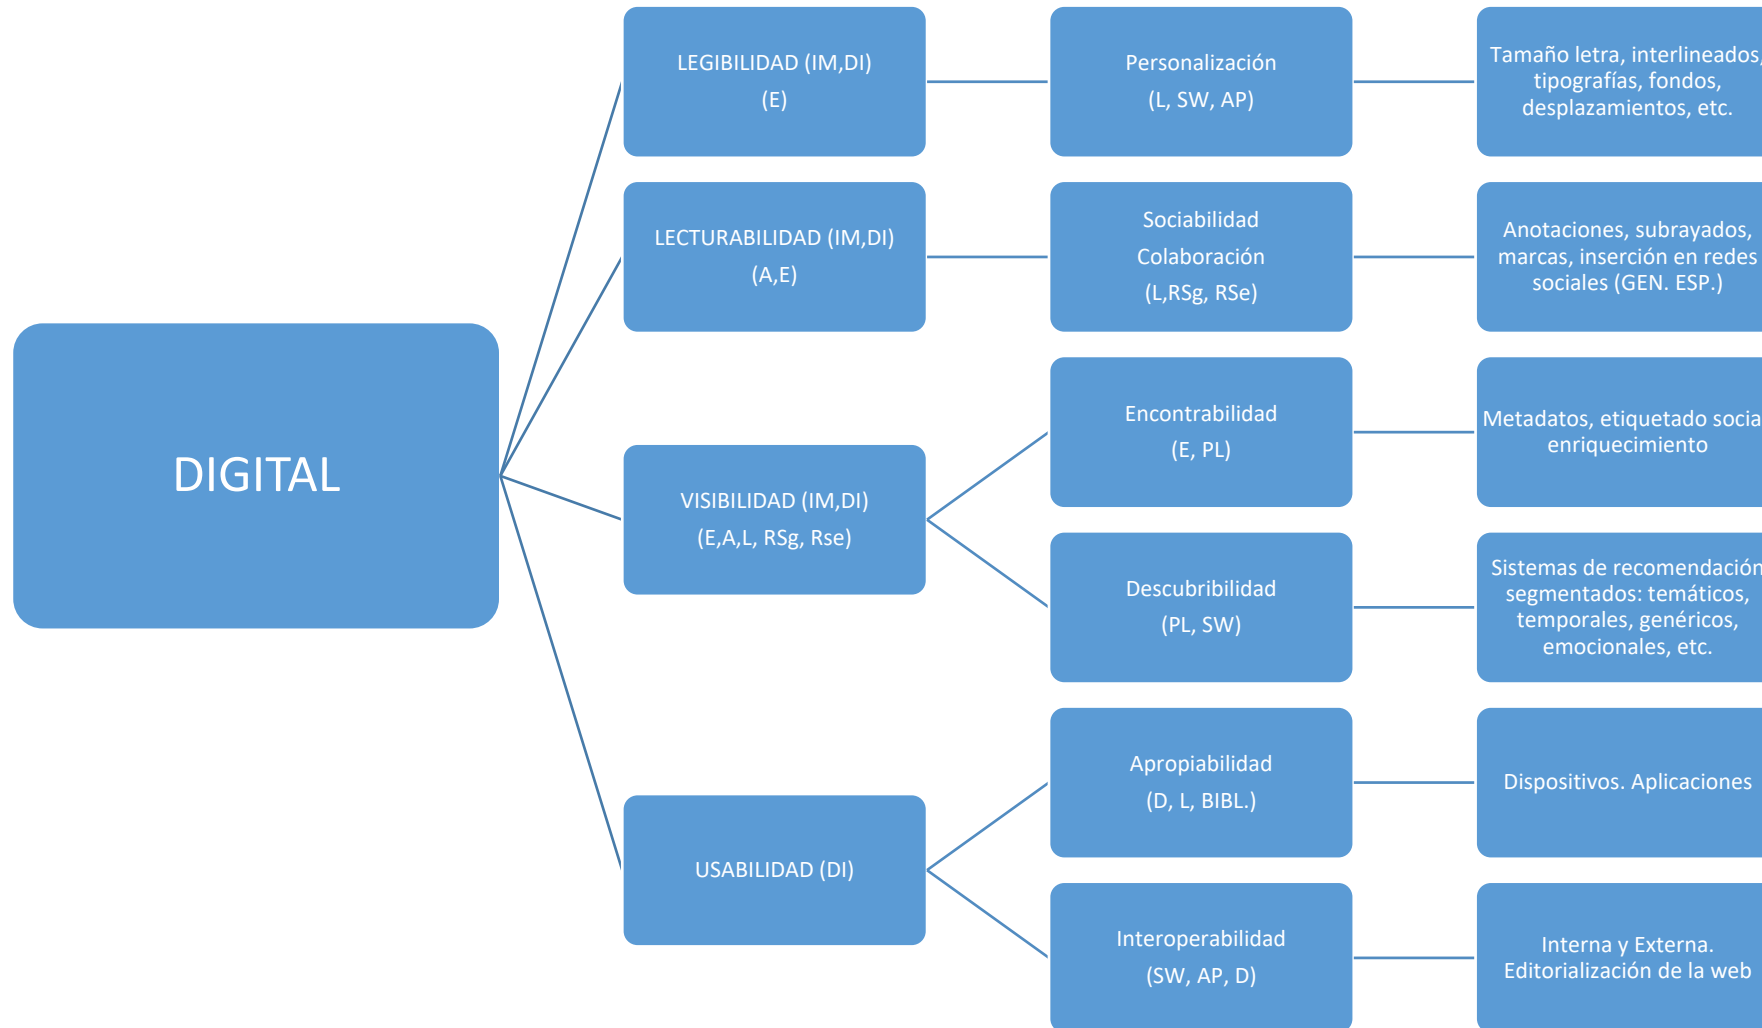 DIGITAL
LEGIBILIDAD (IM,DI)
(E)
Personalización
(L, SW, AP)
Tamaño letra, interlineados,
tipografías, fondos,
desplazamientos, etc.
LECTURABILIDAD (IM,DI)
(A,E)
Sociabilidad
Colaboración
(L,RSg, RSe)
Anotaciones, subrayados,
marcas, inserción en redes
sociales (GEN. ESP.)
VISIBILIDAD (IM,DI)
(E,A,L, RSg, Rse)
Encontrabilidad
(E, PL)
Metadatos, etiquetado
enriquecimiento
Descubribilidad
(PL, SW)
Sistemas de recomendación
segmentados: temáticos,
temporales, genéricos,
emocionales, etc.
USABILIDAD (DI)
Apropiabilidad
(D, L, BIBL.)
Dispositivos. Aplicaciones
Interoperabilidad
(SW, AP, D)
Interna y Externa.
Editorialización de la web